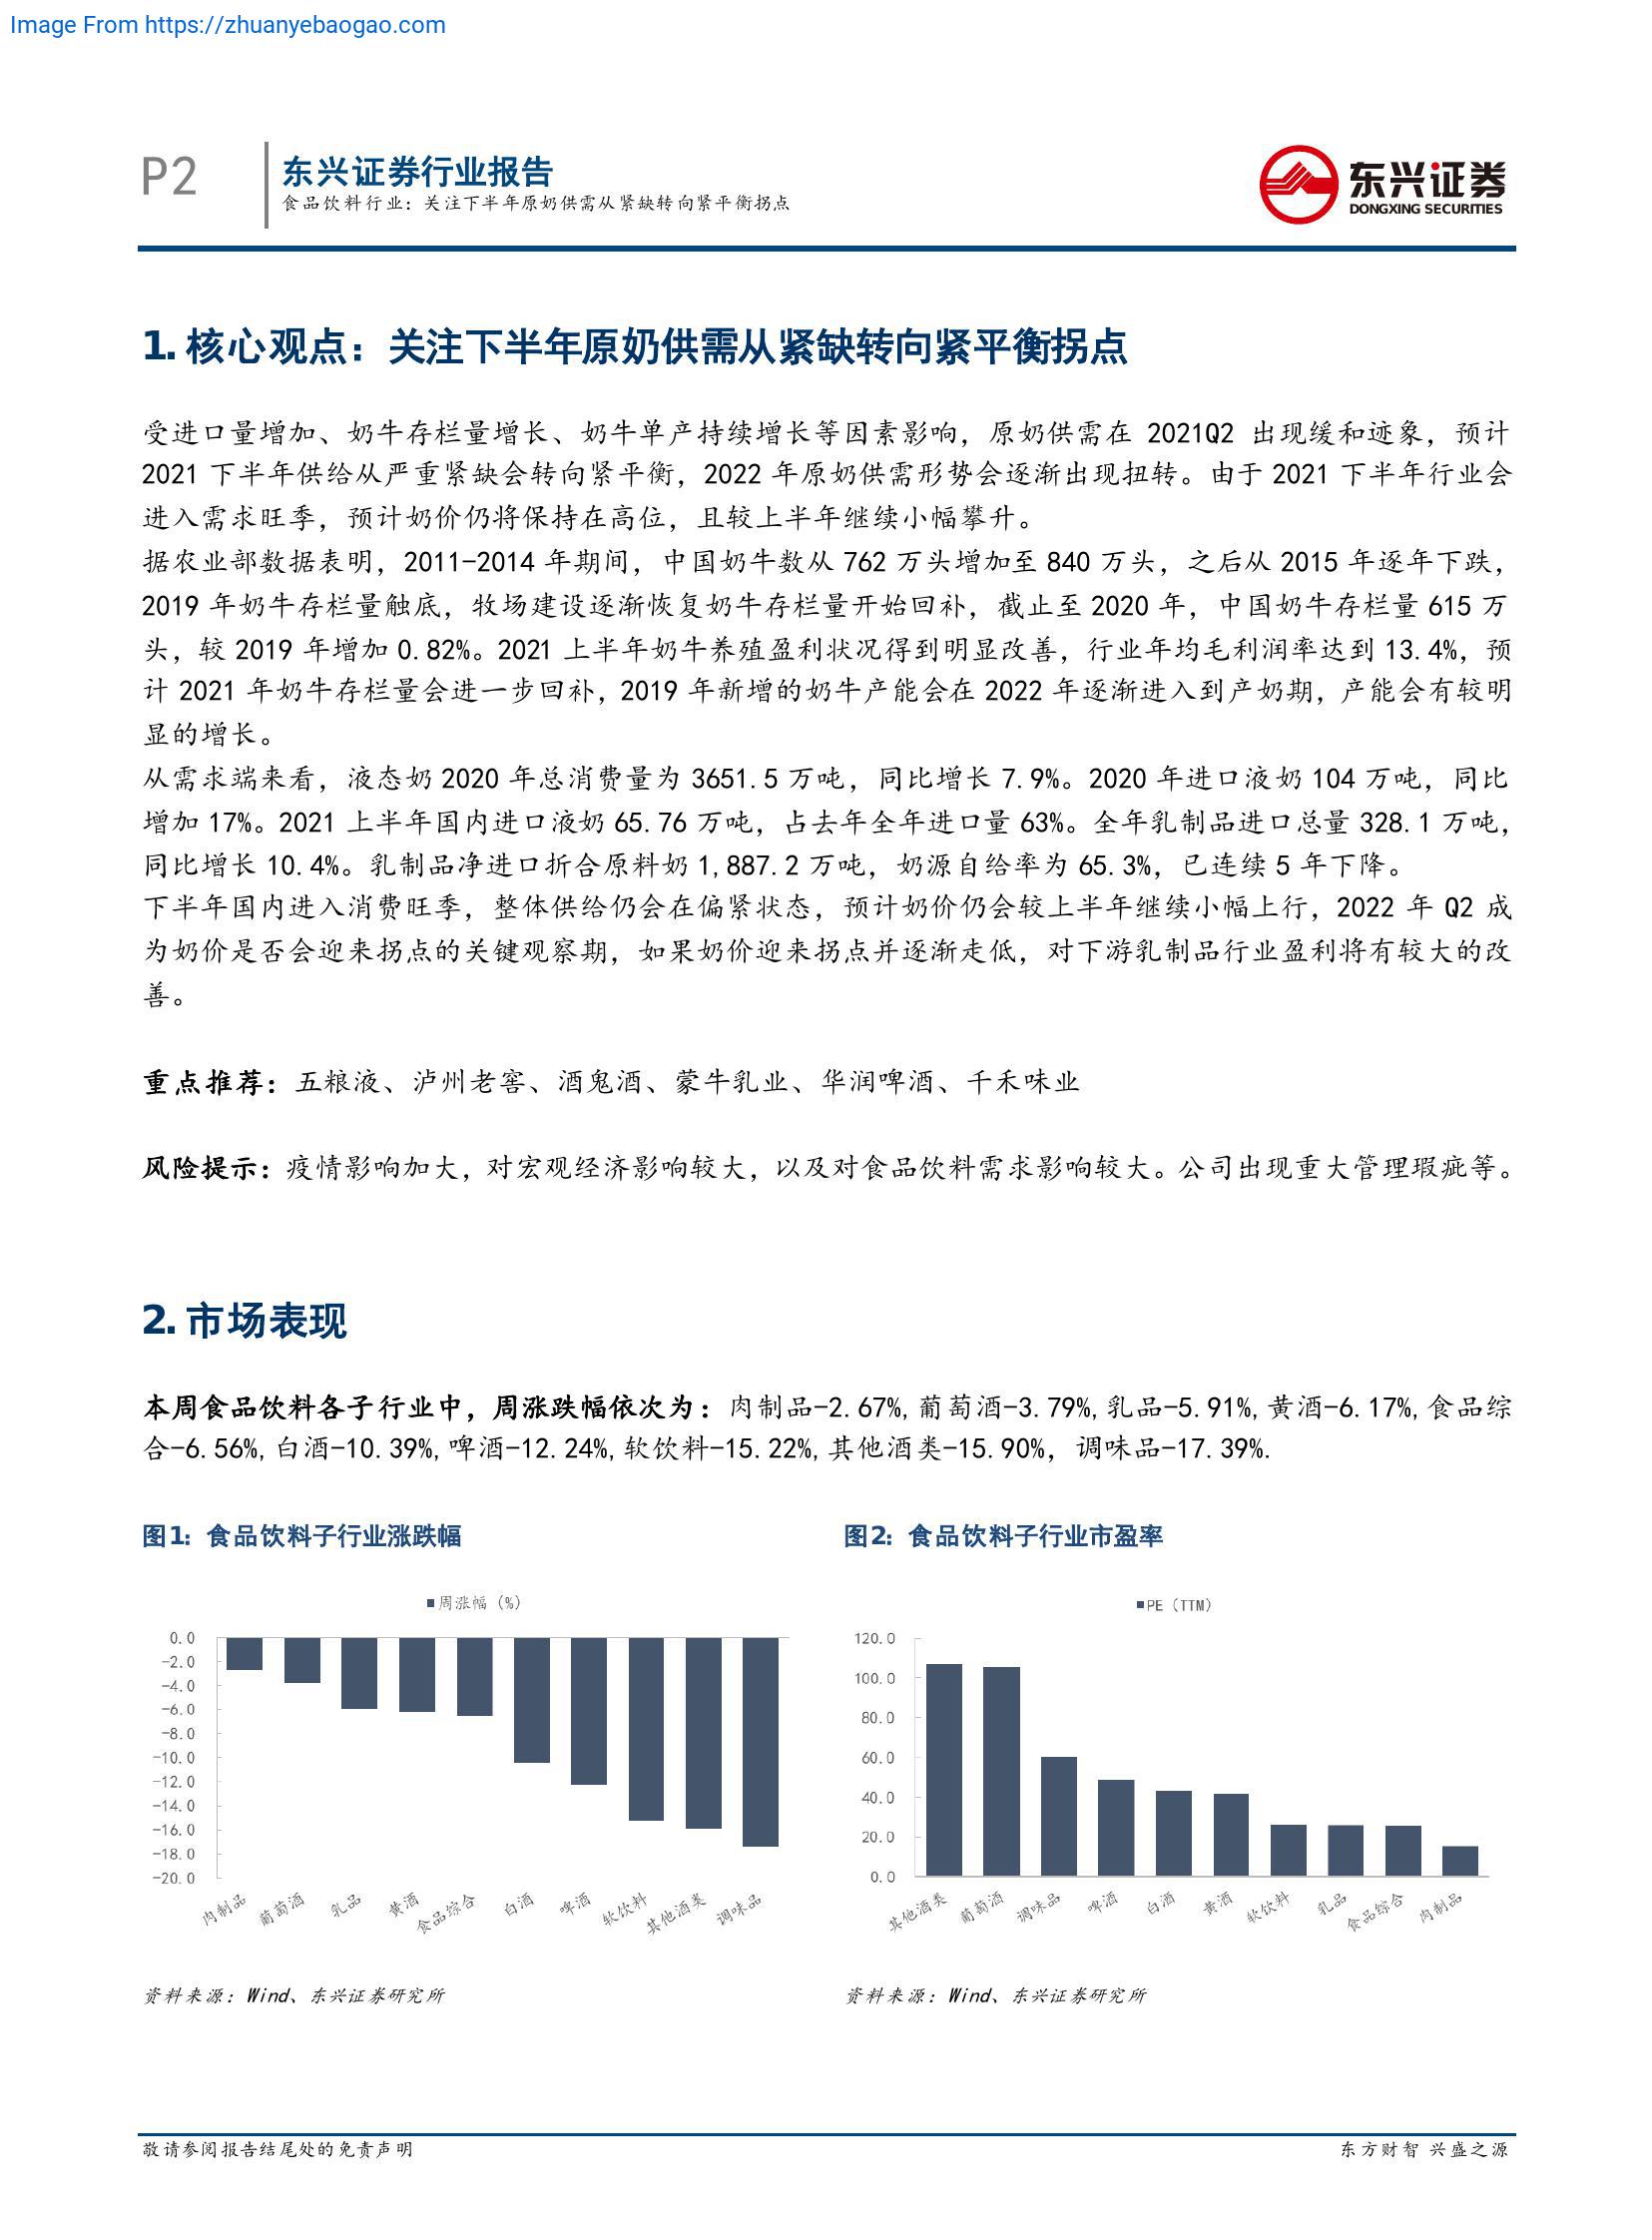 Image From https://zhuanyebaogao.com
P2
东兴证券行业报告
食品饮料行业：关注下半年原奶供需从紧缺转向紧平衡拐点
东兴证券
DONGXING SECURITIES
1. 核心观点：关注下半年原奶供需从紧缺转向紧平衡拐点
受进口量增加、奶牛存栏量增长、奶牛单产持续增长等因素影响，原奶供需在 2021Q2 出现缓和迹象，预计
2021 下半年供给从严重紧缺会转向紧平衡，2022 年原奶供需形势会逐渐出现扭转。由于 2021 下半年行业会
进入需求旺季，预计奶价仍将保持在高位，且较上半年继续小幅攀升。
据农业部数据表明，2011-2014 年期间，中国奶牛数从 762 万头增加至 840 万头，之后从 2015 年逐年下跌，
2019 年奶牛存栏量触底，牧场建设逐渐恢复奶牛存栏量开始回补，截止至 2020 年，中国奶牛存栏量 615 万
头，较 2019 年增加 0.82%。2021 上半年奶牛养殖盈利状况得到明显改善，行业年均毛利润率达到 13.4%，预
计 2021 年奶牛存栏量会进一步回补，2019 年新增的奶牛产能会在 2022 年逐渐进入到产奶期，产能会有较明
显的增长。
从需求端来看，液态奶 2020 年总消费量为 3651.5 万吨，同比增长 7.9%。2020 年进口液奶 104 万吨，同比
增加 17%。2021 上半年国内进口液奶 65.76 万吨，占去年全年进口量 63%。全年乳制品进口总量 328.1 万吨，
同比增长 10.4%。乳制品净进口折合原料奶 1,887.2 万吨，奶源自给率为 65.3%，已连续 5 年下降。
下半年国内进入消费旺季，整体供给仍会在偏紧状态，预计奶价仍会较上半年继续小幅上行，2022 年 Q2 成
为奶价是否会迎来拐点的关键观察期，如果奶价迎来拐点并逐渐走低，对下游乳制品行业盈利将有较大的改
善。
重点推荐：五粮液、泸州老窖、酒鬼酒、蒙牛乳业、华润啤酒、千禾味业
风险提示：疫情影响加大，对宏观经济影响较大，以及对食品饮料需求影响较大。公司出现重大管理瑕疵等。
2. 市场表现
本周食品饮料各子行业中，周涨跌幅依次为：肉制品-2.67%,葡萄酒-3.79%,乳品-5.91%,黄酒-6.17%,食品综
合-6.56%,白酒-10.39%,啤酒-12.24%,软饮料-15.22%,其他酒类-15.90%，调味品-17.39%.
图1：食品饮料子行业涨跌幅
周涨幅（%）
0.0
-2.0
-4.0
-6.0
-8.0
-10.0
-12.0
-14.0
-16.0
-18.0
-20.0
肉制品 葡萄酒 乳品 黄酒 食品综合 白酒 啤酒 软饮料 其他酒类 调味品
资料来源：Wind、东兴证券研究所
图2：食品饮料子行业市盈率
PE（TTM）
120.0
100.0
80.0
60.0
40.0
20.0
0.0
其他酒类 葡萄酒 调味品 啤酒 白酒 黄酒 软饮料 乳品 食品综合 肉制品
资料来源：Wind、东兴证券研究所
敬请参阅报告结尾处的免责声明
东方财智 兴盛之源